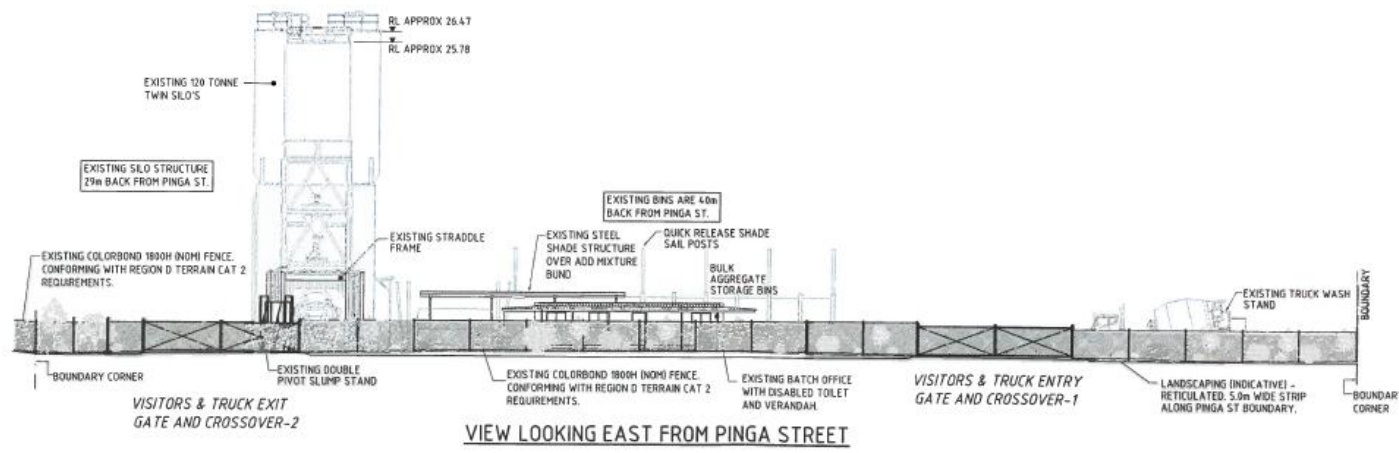 RL APPROX 26.47
RL APPROX 25.78
EXISTING 120 TONNE
TWIN SILO'S
EXISTING SILO STRUCTURE
29m BACK FROM PINGA ST.
EXISTING BINS ARE 40m
BACK FROM PINGA ST.
EXISTING STRADDLE
FRAME
EXISTING STEEL
SHADE STRUCTURE
OVER ADD MIXTURE
BUND
QUICK RELEASE SHADE
SAIL POSTS
BULK
AGGREGATE
STORAGE BINS
EXISTING COLORBOND 1800H (NOM) FENCE.
CONFORMING WITH REGION D TERRAIN CAT 2
REQUIREMENTS.
EXISTING TRUCK WASH
STAND
BOUNDARY
BOUNDARY CORNER
EXISTING DOUBLE
PIVOT SLUMP STAND
EXISTING COLORBOND 1800H (NOM) FENCE.
CONFORMING WITH REGION D TERRAIN CAT 2
REQUIREMENTS.
EXISTING BATCH OFFICE
WITH DISABLED TOILET
AND VERANDAH.
VISITORS & TRUCK ENTRY
GATE AND CROSSOVER-1
LANDSCAPING (INDICATIVE) -
RETICULATED. 5.0m WIDE STRIP
ALONG PINGA ST BOUNDARY.
BOUNDAR
CORNER
VISITORS & TRUCK EXIT
GATE AND CROSSOVER-2
VIEW LOOKING EAST FROM PINGA STREET